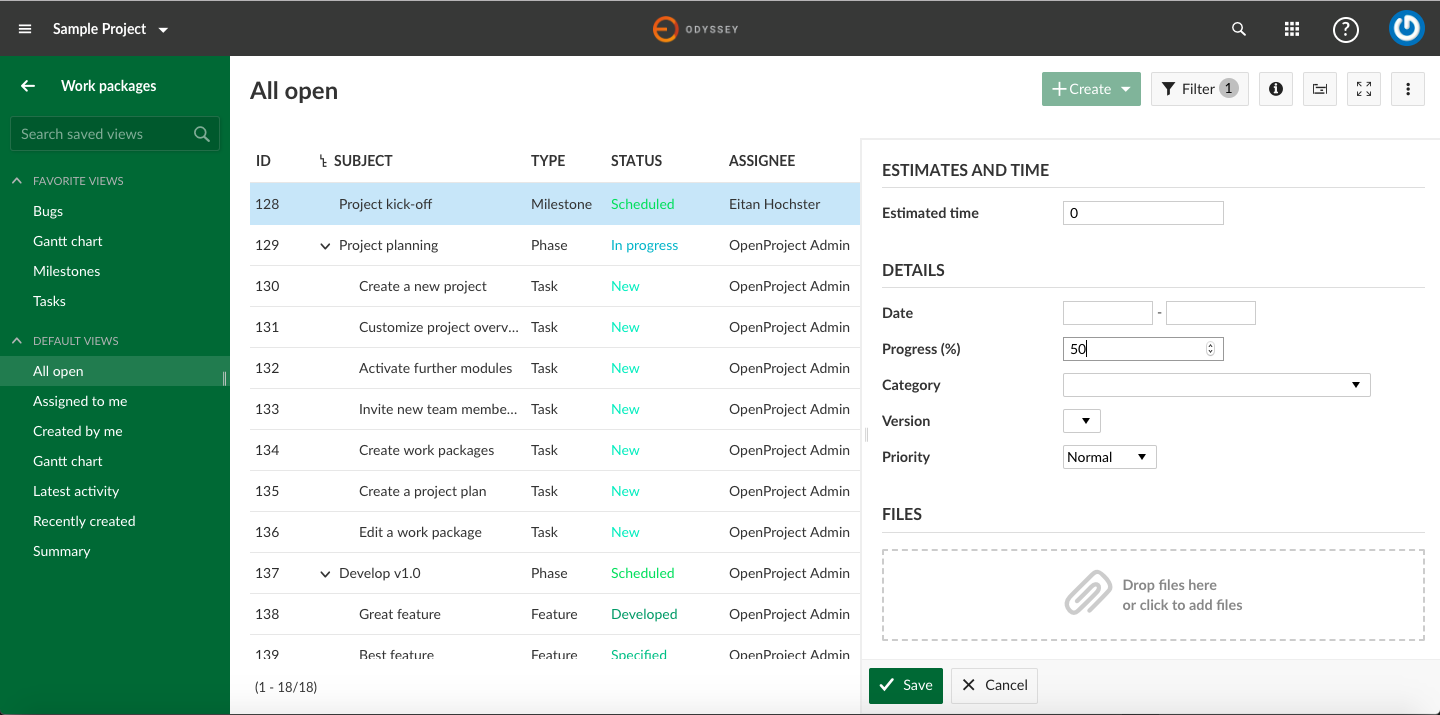 Sample Project
ODYSSEY
?
Work packages
Search saved views
FAVORITE VIEWS
Bugs
Gantt chart
Milestones
Tasks
DEFAULT VIEWS
All open
Assigned to me
Created by me
Gantt chart
Latest activity
Recently created
Summary
All open
+Create
Filter 1
ID SUBJECT TYPE STATUS ASSIGNEE
128 Project kick-off Milestone Scheduled Eitan Hochster
129 Project planning Phase In progress OpenProject Admin
130 Create a new project Task New OpenProject Admin
131 Customize project overv... Task New OpenProject Admin
132 Activate further modules Task New OpenProject Admin
133 Invite new team membe... Task New OpenProject Admin
134 Create work packages Task New OpenProject Admin
135 Create a project plan Task New OpenProject Admin
136 Edit a work package Task New OpenProject Admin
137 Develop v1.0 Phase Scheduled OpenProject Admin
138 Great feature Feature Developed OpenProject Admin
139 Best feature Feature Specified OpenProject Admin
(1 - 18/18)
ESTIMATES AND TIME
Estimated time 0
DETAILS
Date -
Progress (%) 50
Category
Version
Priority Normal
FILES
Drop files here
or click to add files
Save Cancel